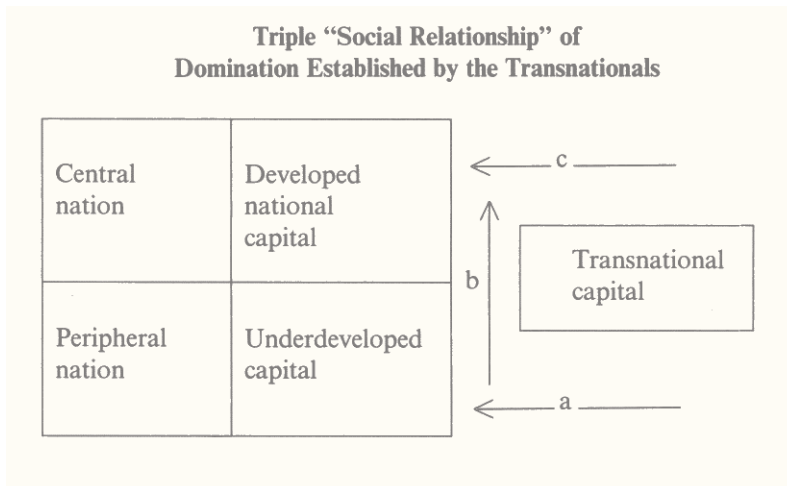 Triple “Social Relationship” of
Domination Established by the Transnationals
Central
nation
Developed
national
capital
c
b
Transnational
capital
Peripheral
nation
Underdeveloped
capital
a